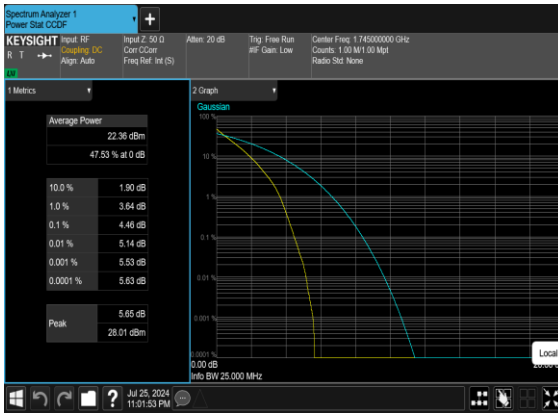 Spectrum Analyzer 1
Power Stat CCDF
+
KEYSIGHT
R T
LXI
Input: RF
Coupling: DC
Align: Auto
Input Z: 50 Ω
Corr CCorr
Freq Ref: Int (S)
Atten: 20 dB
Trig: Free Run
#IF Gain: Low
Center Freq: 1.745000000 GHz
Counts: 1.00 M/1.00 Mpt
Radio Std: None
1 Metrics
Average Power
22.36 dBm
47.53 % at 0 dB
10.0 % 1.90 dB
1.0 % 3.64 dB
0.1 % 4.46 dB
0.01 % 5.14 dB
0.001 % 5.53 dB
0.0001 % 5.63 dB
Peak 5.65 dB
28.01 dBm
2 Graph
Gaussian
100 %
10 %
1 %
0.1 %
0.01 %
0.001 %
0.0001 %
0.00 dB
Info BW 25.000 MHz
Local
?
Jul 25, 2024
11:01:53 PM